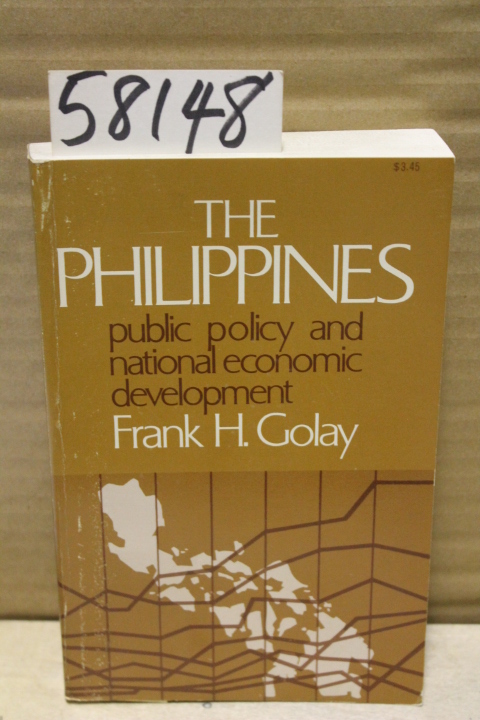 58148
$3.45
THE
PHILIPPINES
public policy and
national economic
development
Frank H. Golay